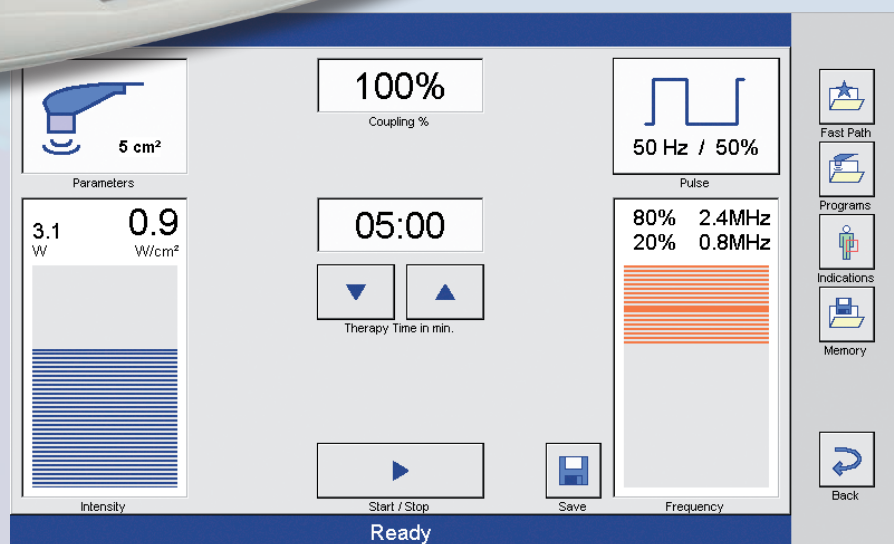 5 cm²
Parameters
100%
Coupling %
50 Hz / 50%
Pulse
3.1 W
0.9 W/cm²
Intensity
05:00
Therapy Time in min.
80% 2.4MHz
20% 0.8MHz
Frequency
Start / Stop
Save
Ready
Fast Path
Programs
Indications
Memory
Back